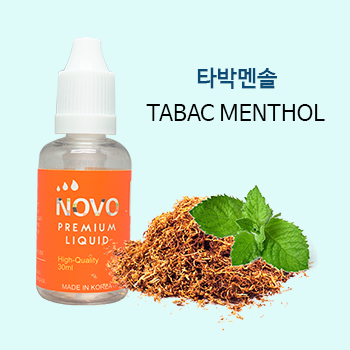 타박멘솔
TABAC MENTHOL
NOVO
PREMIUM
LIQUID
High-Quality
30ml
MADE IN KOREA